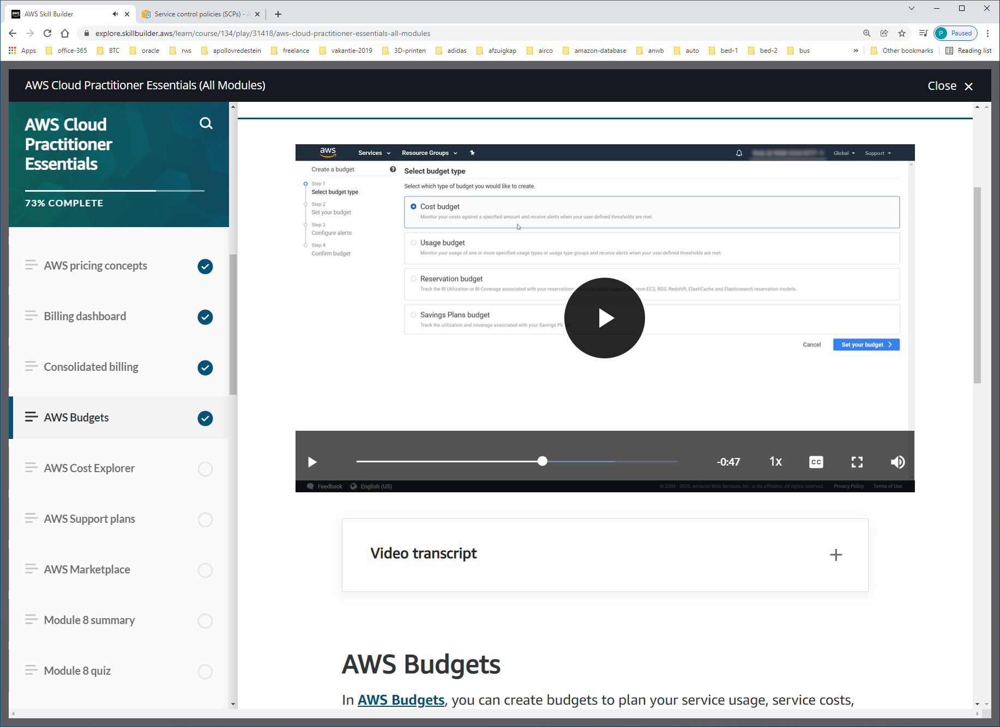 AWS Skill Builder
Service control policies (SCPs) - A
explore.skillbuilder.aws/learn/course/134/play/31418/aws-cloud-practitioner-essentials-all-modules
P Paused
Apps office-365 BTC oracle rws apollovredestein freelance vakantie-2019 3D-printen adidas afzuigkap airco amazon-database anwb auto bed-1 bed-2 bus » Other bookmarks Reading list
AWS Cloud Practitioner Essentials (All Modules)
Close
AWS Cloud
Practitioner
Essentials
73% COMPLETE
AWS pricing concepts
Billing dashboard
Consolidated billing
AWS Budgets
AWS Cost Explorer
AWS Support plans
AWS Marketplace
Module 8 summary
Module 8 quiz
aws Services Resource Groups Global Support
Create a budget
Step 1
Select budget type
Step 2
Set your budget
Step 3
Configure alerts
Step 4
Confirm budget
Select budget type
Select which type of budget you would like to create.
Cost budget
Monitor your costs against a specified amount and receive alerts when your user-defined thresholds are met.
Usage budget
Monitor your usage of one or more specified usage types or usage type groups and receive alerts when your user-defined thresholds are met.
Reservation budget
Track the RI Utilization or RI Coverage associated with your reservations EC2, RDS, Redshift, ElastiCache and Elasticsearch reservation models.
Savings Plans budget
Track the utilization and coverage associated with your Savings
Cancel
Set your budget
-0:47
1x
CC
Feedback English (US)
© 2008 - 2020, Amazon Web Services, Inc. or its affiliates. All rights reserved. Privacy Policy Terms of Use
Video transcript
AWS Budgets
In AWS Budgets, you can create budgets to plan your service usage, service costs,